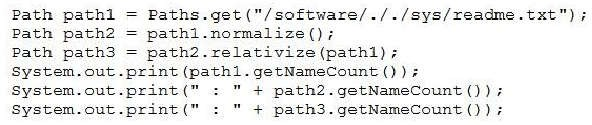 Path path1 = Paths.get("/software/././sys/readme.txt");
Path path2 = path1.normalize();
Path path3 = path2.relativize(path1);
System.out.print(path1.getNameCount());
System.out.print(" : " + path2.getNameCount());
System.out.print(" : " + path3.getNameCount());